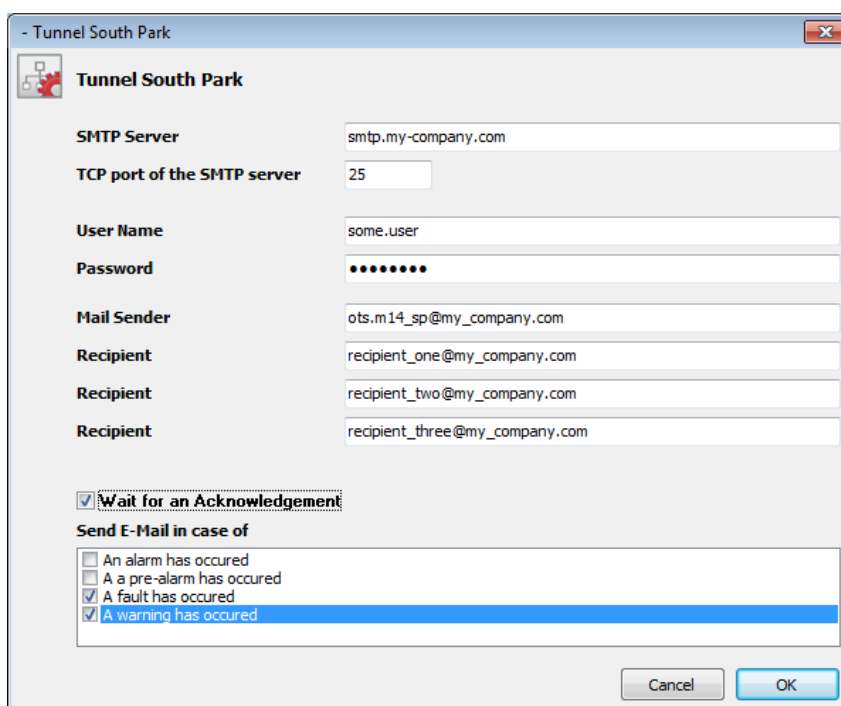 - Tunnel South Park
Tunnel South Park
SMTP Server smtp.my-company.com
TCP port of the SMTP server 25
User Name some.user
Password ••••••••
Mail Sender ots.m14_sp@my_company.com
Recipient recipient_one@my_company.com
Recipient recipient_two@my_company.com
Recipient recipient_three@my_company.com
Wait for an Acknowledgement
Send E-Mail in case of
An alarm has occured
A a pre-alarm has occured
A fault has occured
A warning has occured
Cancel OK